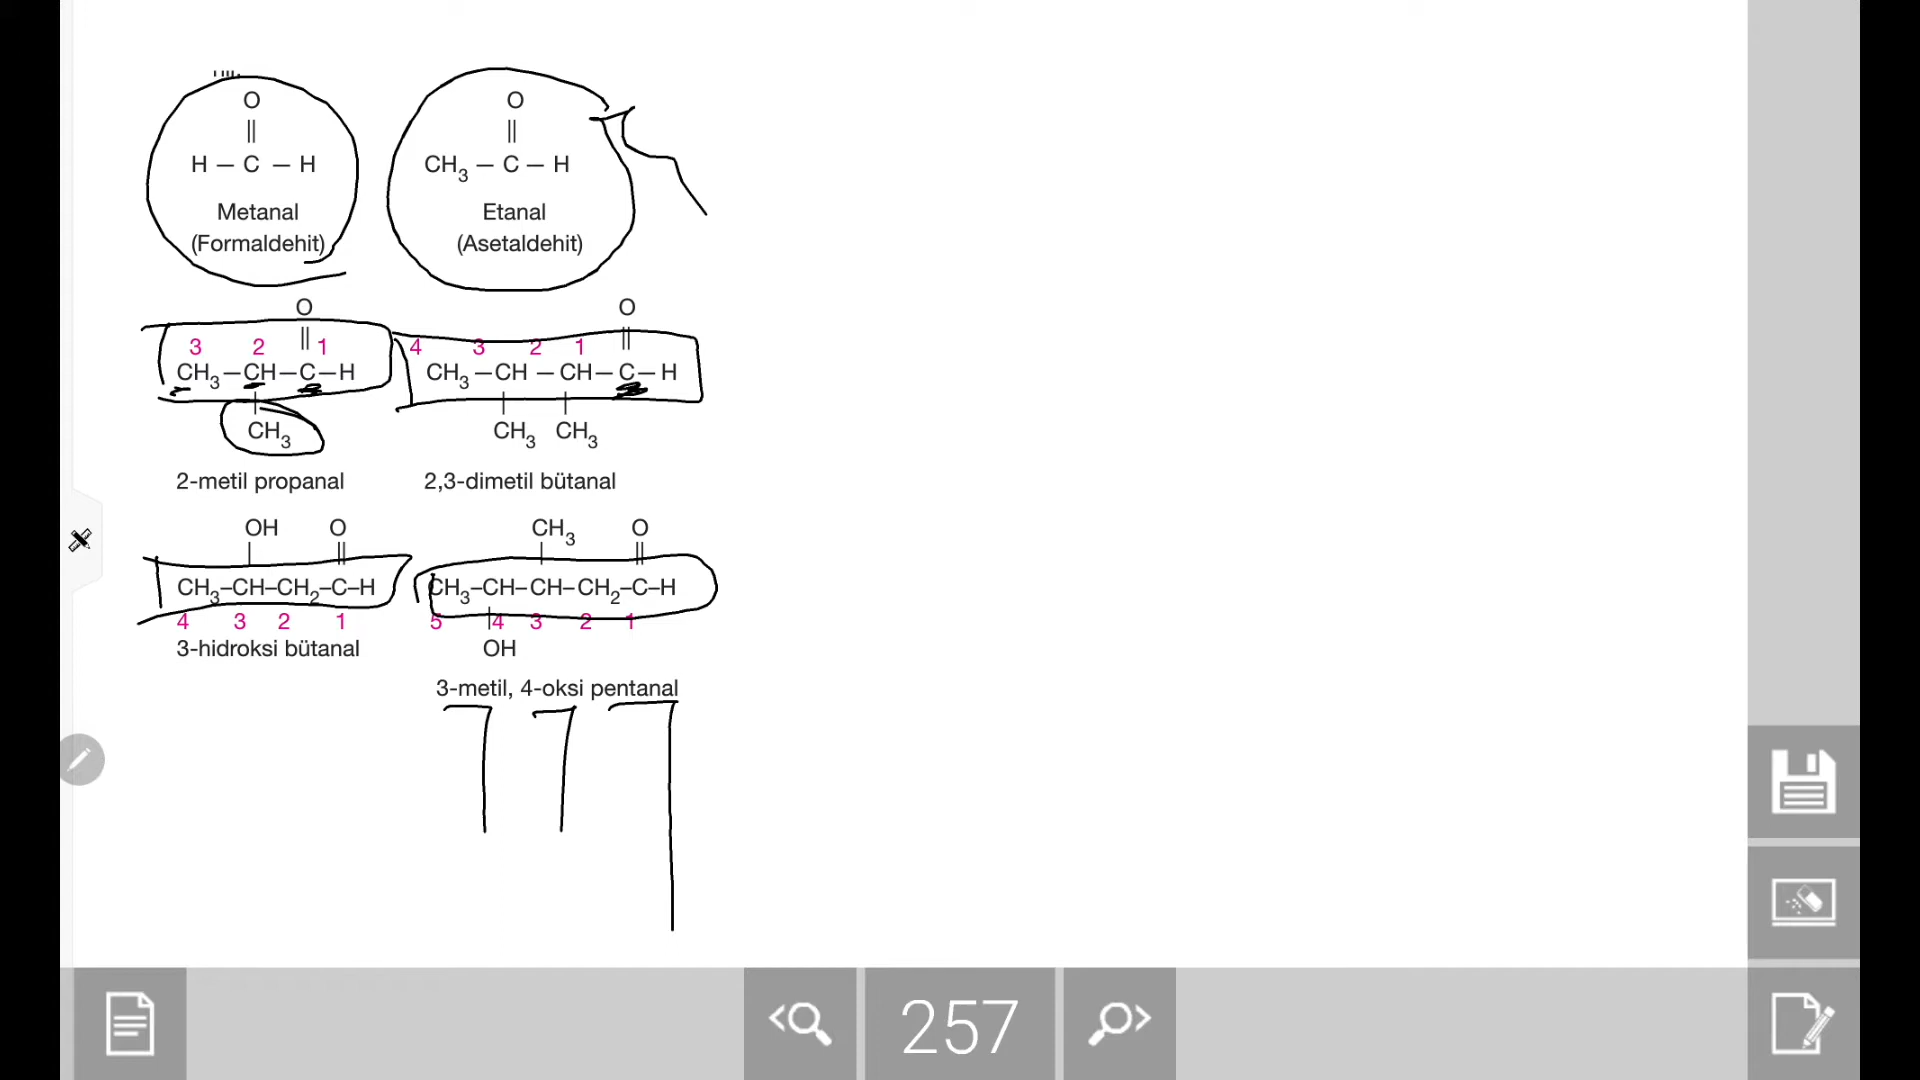 O O
|| ||
H – C – H CH3 – C – H
Metanal Etanal
(Formaldehit) (Asetaldehit)
O O
3 2 || 1 4 3 2 1 ||
CH3 – CH – C – H CH3 – CH – CH – C – H
| | |
CH3 CH3 CH3
2-metil propanal 2,3-dimetil bütanal
OH O CH3 O
| || | ||
CH3–CH–CH2–C–H CH3–CH–CH–CH2–C–H
4 3 2 1 5 |4 3 2 1
3-hidroksi bütanal OH
3-metil, 4-oksi pentanal
257